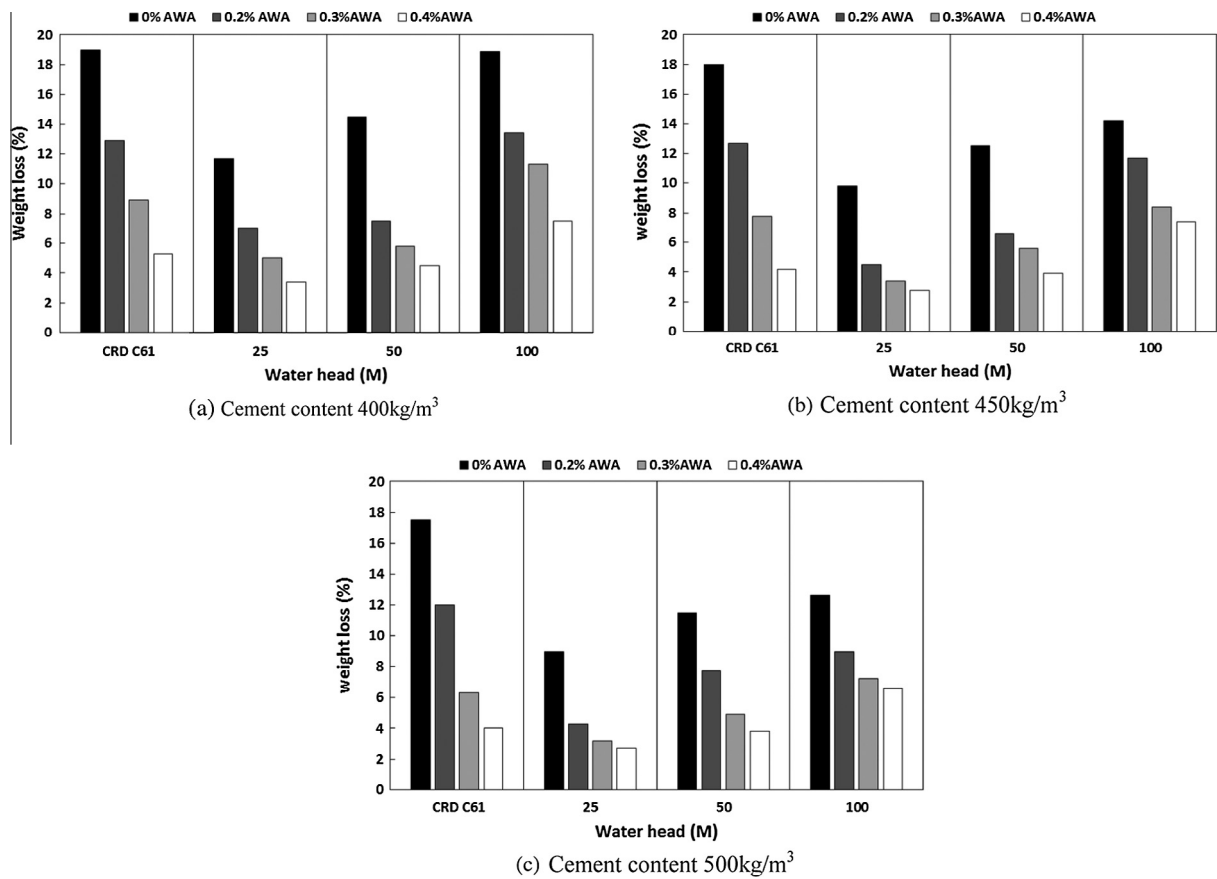 0% AWA 0.2% AWA 0.3%AWA 0.4%AWA
20
18
16
14
12
10
8
6
4
2
0
Weight loss (%)
CRD C61 25 50 100
Water head (M)
(a) Cement content 400kg/m³
0% AWA 0.2% AWA 0.3%AWA 0.4%AWA
20
18
16
14
12
10
8
6
4
2
0
weight loss (%)
CRD C61 25 50 100
Water head (M)
(b) Cement content 450kg/m³
0% AWA 0.2% AWA 0.3%AWA 0.4%AWA
20
18
16
14
12
10
8
6
4
2
0
weight loss (%)
CRD C61 25 50 100
Water head (M)
(c) Cement content 500kg/m³